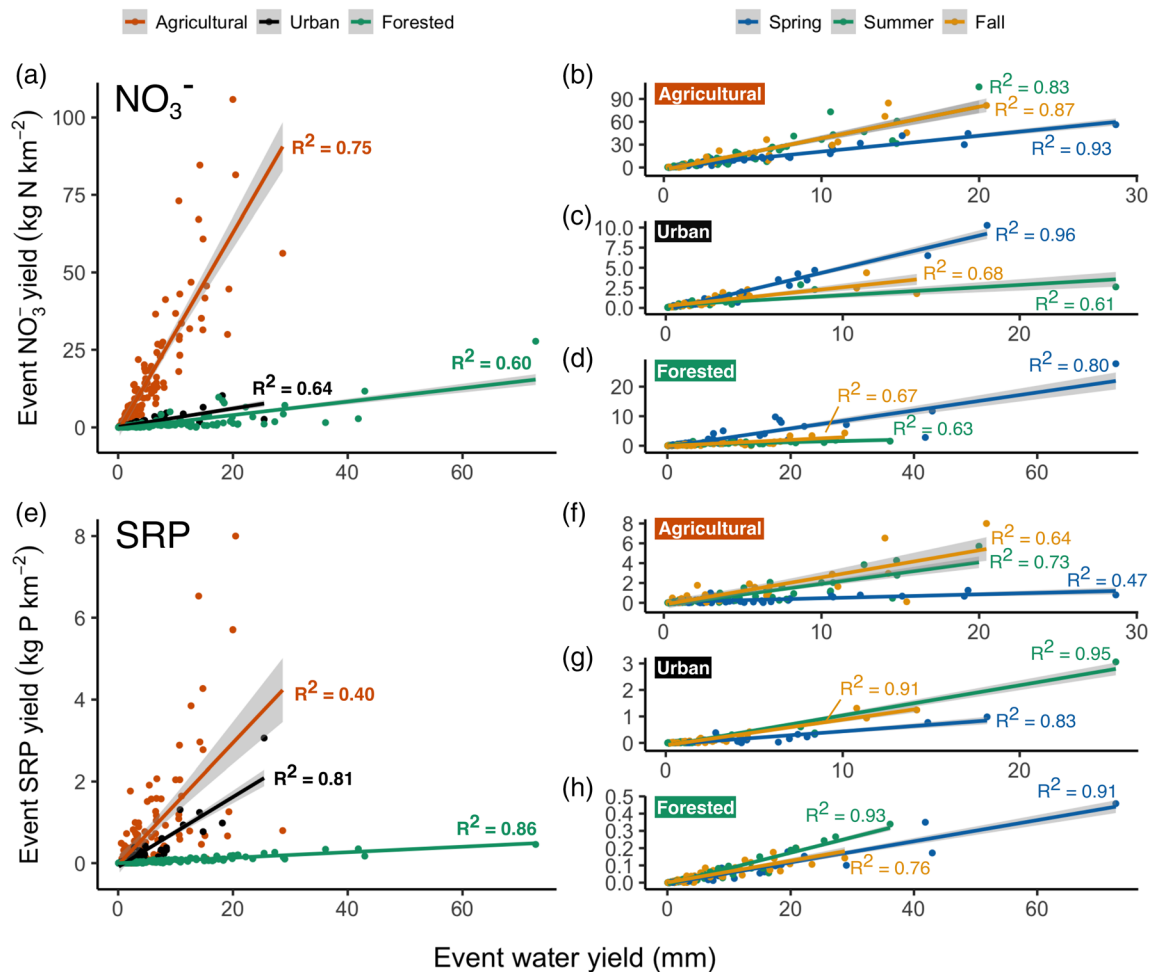 Agricultural Urban Forested
Spring Summer Fall
(a)
NO₃⁻
Event NO₃⁻ yield (kg N km⁻²)
100
75
50
25
0
R² = 0.75
R² = 0.64
R² = 0.60
0 20 40 60
(b)
Agricultural
90
60
30
0
R² = 0.83
R² = 0.87
R² = 0.93
0 10 20 30
(c)
Urban
10.0
7.5
5.0
2.5
0.0
R² = 0.96
R² = 0.68
R² = 0.61
0 10 20
(d)
Forested
20
10
0
R² = 0.80
R² = 0.67
R² = 0.63
0 20 40 60
(e)
SRP
Event SRP yield (kg P km⁻²)
8
6
4
2
0
R² = 0.40
R² = 0.81
R² = 0.86
0 20 40 60
(f)
Agricultural
8
6
4
2
0
R² = 0.64
R² = 0.73
R² = 0.47
0 10 20 30
(g)
Urban
3
2
1
0
R² = 0.95
R² = 0.91
R² = 0.83
0 10 20
(h)
Forested
0.5
0.4
0.3
0.2
0.1
0.0
R² = 0.91
R² = 0.93
R² = 0.76
0 20 40 60
Event water yield (mm)